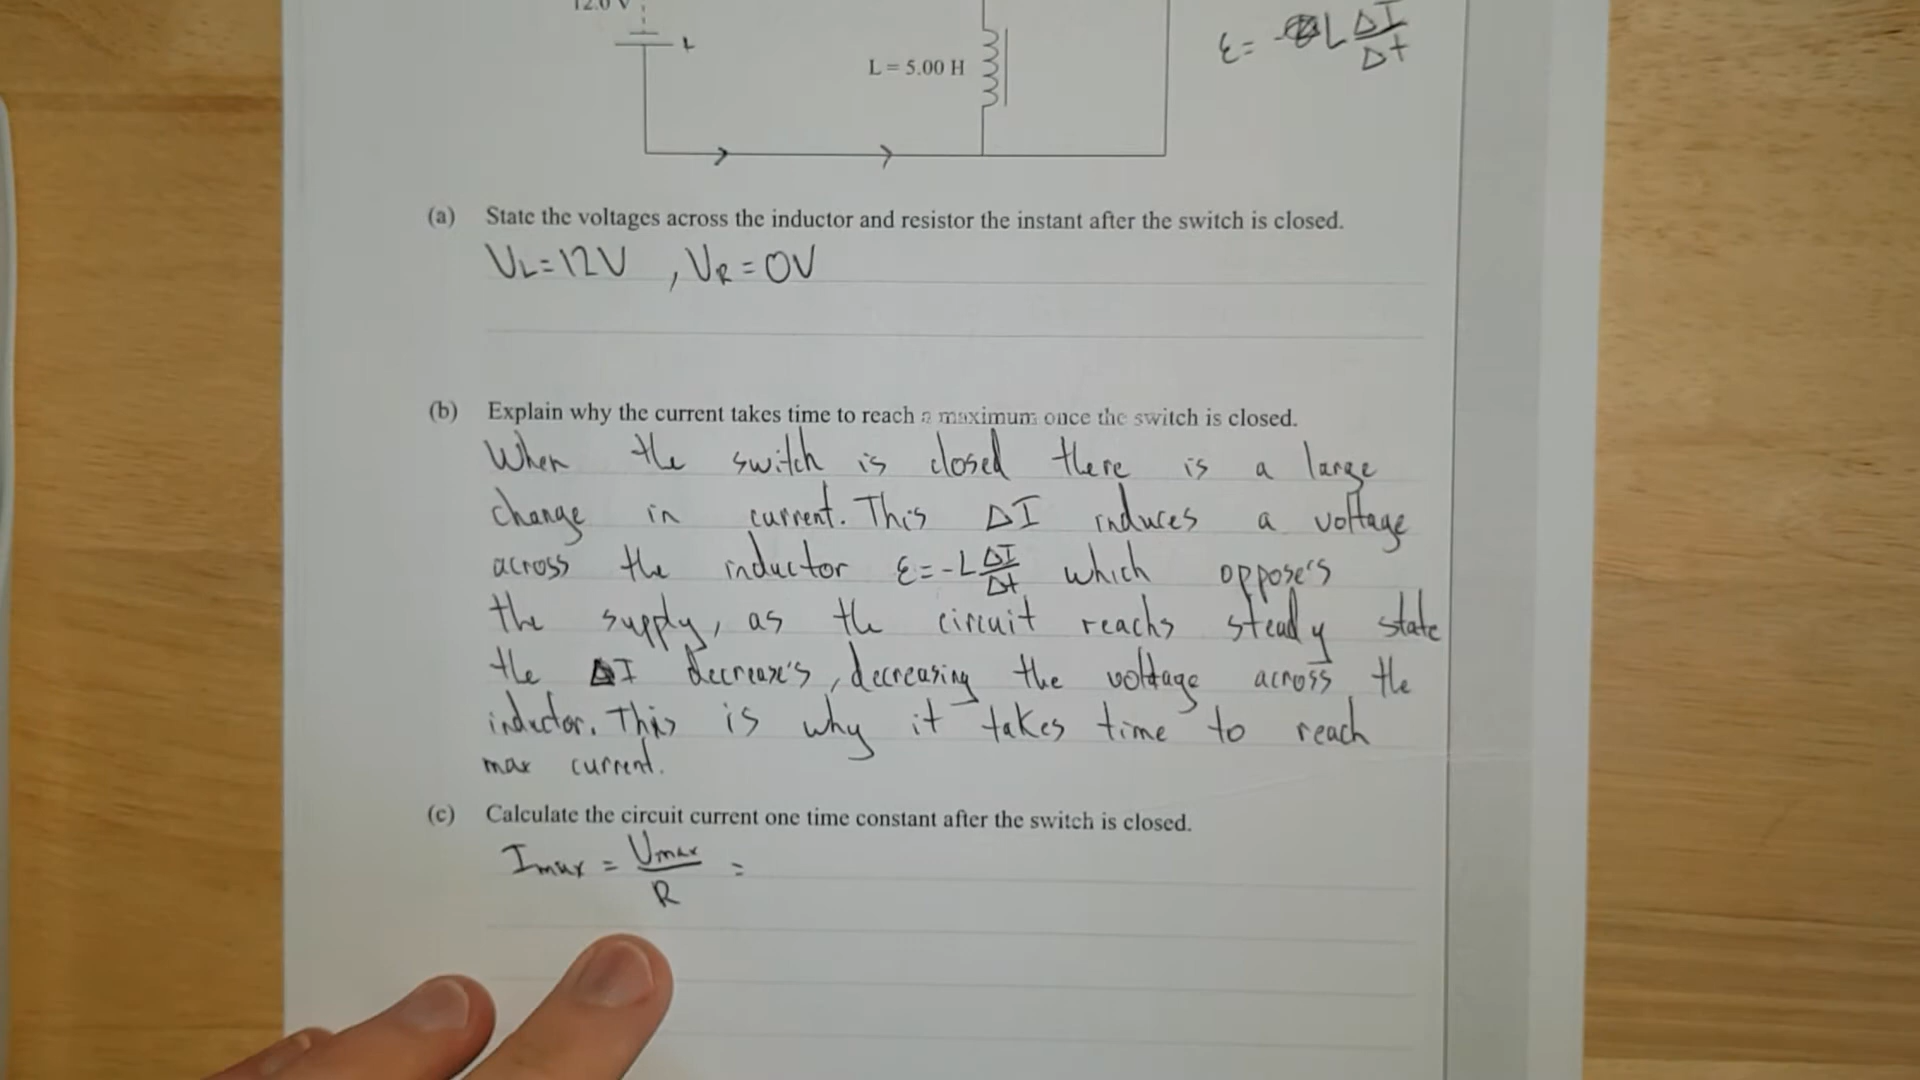 12.0 V
L
L = 5.00 H
ε = - L ΔI/Δt
(a) State the voltages across the inductor and resistor the instant after the switch is closed.
VL = 12V , VR = 0V
(b) Explain why the current takes time to reach a maximum once the switch is closed.
When the switch is closed there is a large
change in current. This ΔI induces a voltage
across the inductor ε = -L ΔI/Δt which oppose's
the supply, as the circuit reachs steady state
the ΔI decrease's, decreasing the voltage across the
inductor. This is why it takes time to reach
max current.
(c) Calculate the circuit current one time constant after the switch is closed.
Imax = Vmax/R =